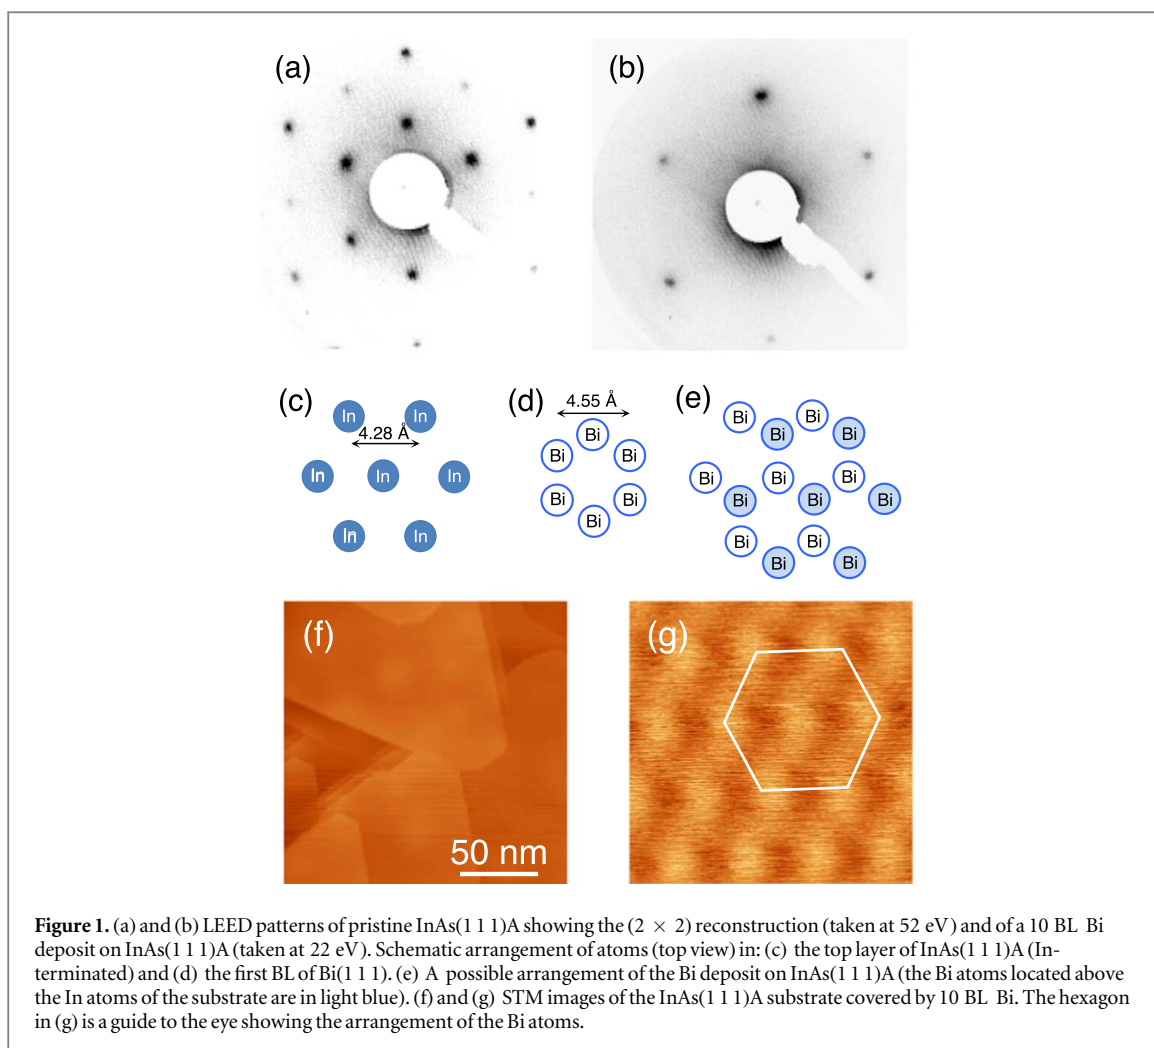 (a)
(b)
(c)
In In
4.28 Å
In In In
In In
(d)
4.55 Å
Bi
Bi Bi
Bi Bi
Bi
(e)
Bi Bi
Bi Bi
Bi Bi Bi
Bi Bi Bi
Bi Bi
Bi Bi
(f)
50 nm
(g)
Figure 1. (a) and (b) LEED patterns of pristine InAs(1 1 1)A showing the (2 × 2) reconstruction (taken at 52 eV) and of a 10 BL Bi
deposit on InAs(1 1 1)A (taken at 22 eV). Schematic arrangement of atoms (top view) in: (c) the top layer of InAs(1 1 1)A (In-
terminated) and (d) the first BL of Bi(1 1 1). (e) A possible arrangement of the Bi deposit on InAs(1 1 1)A (the Bi atoms located above
the In atoms of the substrate are in light blue). (f) and (g) STM images of the InAs(1 1 1)A substrate covered by 10 BL Bi. The hexagon
in (g) is a guide to the eye showing the arrangement of the Bi atoms.